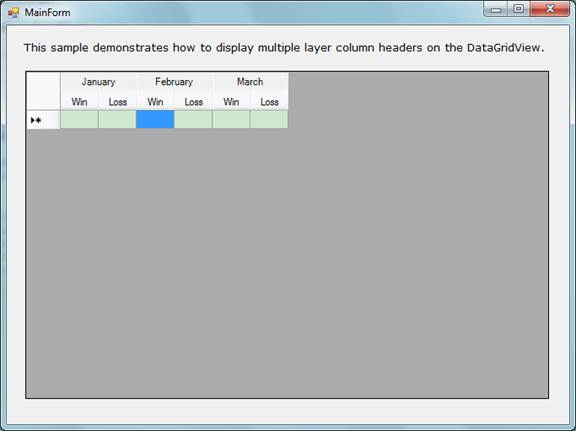 MainForm
This sample demonstrates how to display multiple layer column headers on the DataGridView.
January February March
Win Loss Win Loss Win Loss